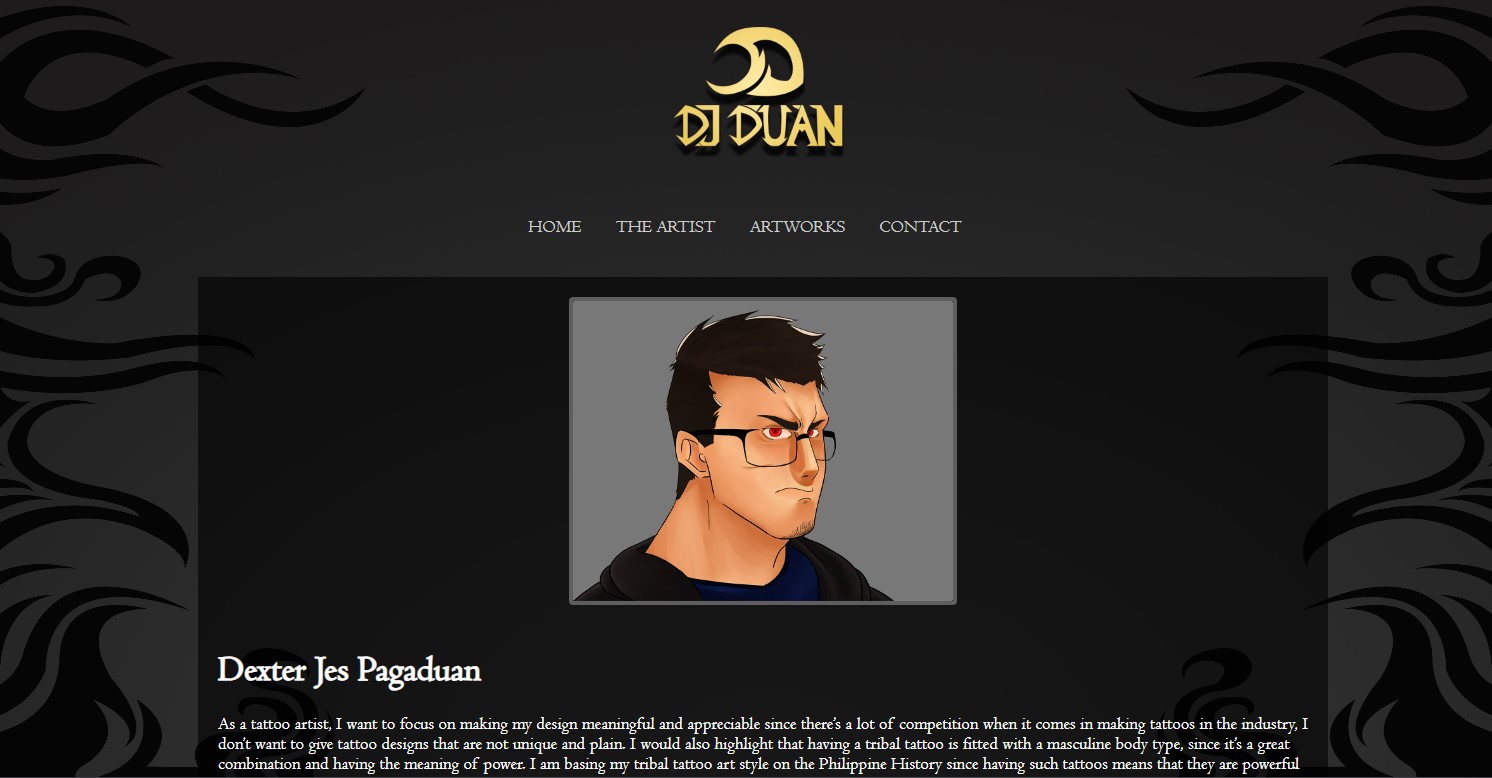 DJ DUAN
HOME THE ARTIST ARTWORKS CONTACT
Dexter Jes Pagaduan
As a tattoo artist, I want to focus on making my design meaningful and appreciable since there's a lot of competition when it comes in making tattoos in the industry, I
don't want to give tattoo designs that are not unique and plain. I would also highlight that having a tribal tattoo is fitted with a masculine body type, since it's a great
combination and having the meaning of power. I am basing my tribal tattoo art style on the Philippine History since having such tattoos means that they are powerful